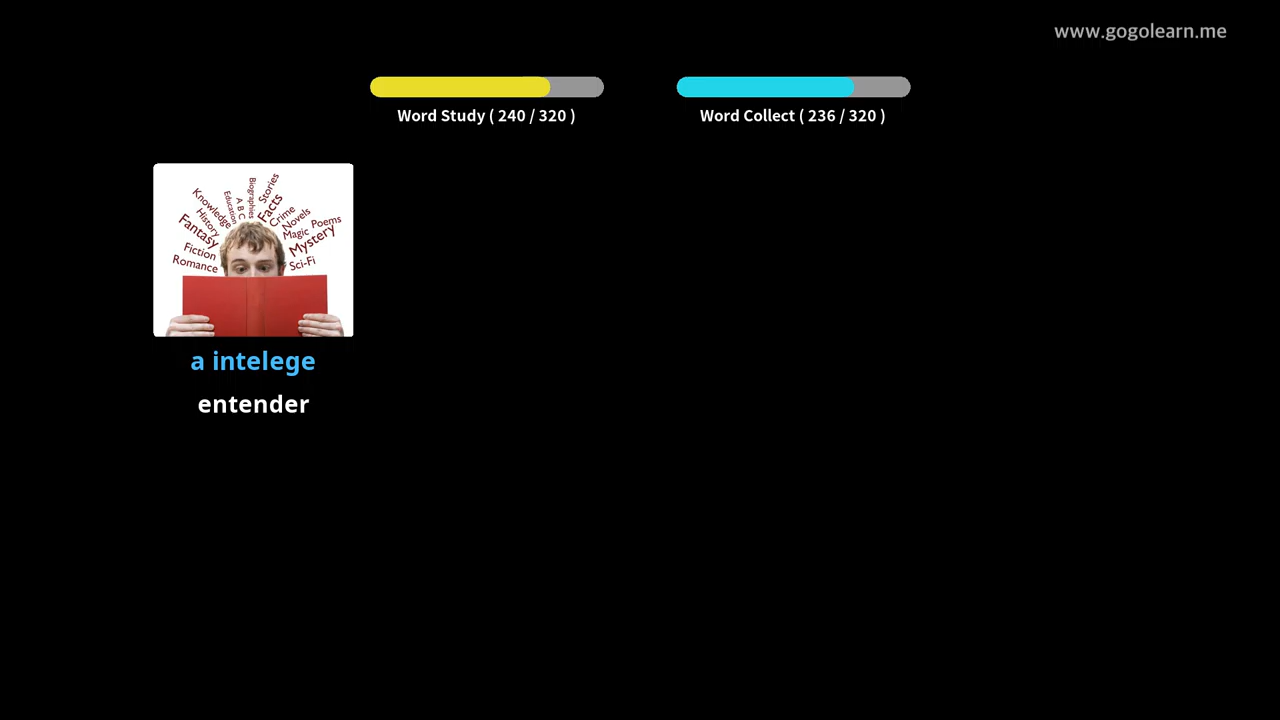 www.gogolearn.me
Word Study ( 240 / 320 )
Word Collect ( 236 / 320 )
Knowledge
History
Fantasy
Fiction
Romance
Education
A B C
Biographies
Stories
Facts
Crime
Novels
Magic
Poems
Mystery
Sci-Fi
a intelege
entender